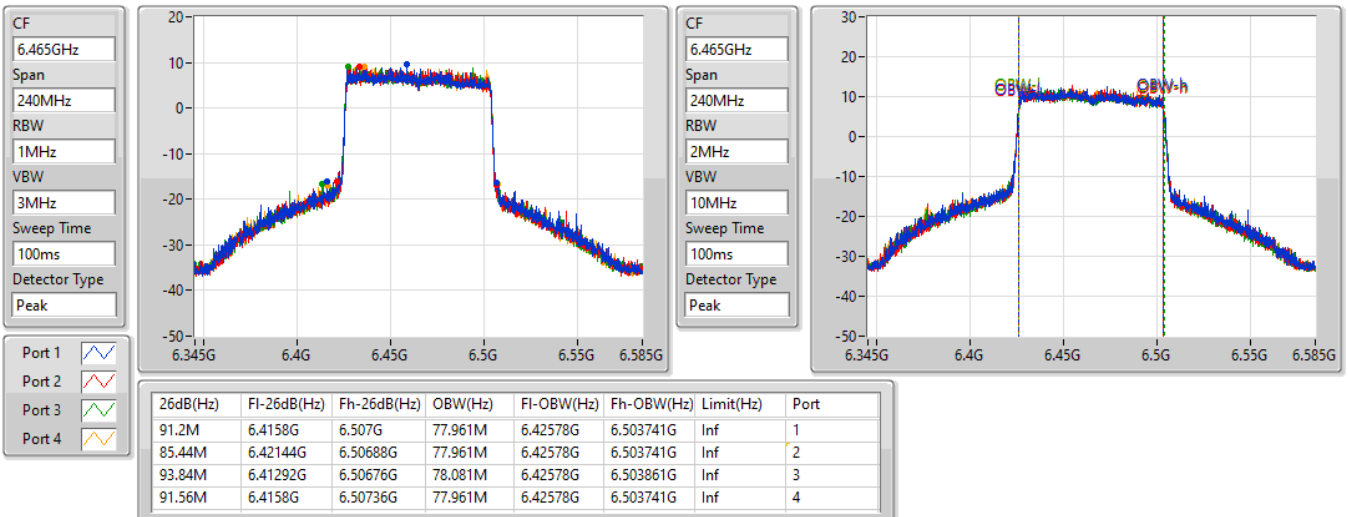 CF
6.465GHz
Span
240MHz
RBW
1MHz
VBW
3MHz
Sweep Time
100ms
Detector Type
Peak
20
10
0
-10
-20
-30
-40
-50
6.345G 6.4G 6.45G 6.5G 6.55G 6.585G
CF
6.465GHz
Span
240MHz
RBW
2MHz
VBW
10MHz
Sweep Time
100ms
Detector Type
Peak
30
20
10
0
-10
-20
-30
-40
-50
OBW-l OBW-h
6.345G 6.4G 6.45G 6.5G 6.55G 6.585G
Port 1
Port 2
Port 3
Port 4
26dB(Hz) Fl-26dB(Hz) Fh-26dB(Hz) OBW(Hz) Fl-OBW(Hz) Fh-OBW(Hz) Limit(Hz) Port
91.2M 6.4158G 6.507G 77.961M 6.42578G 6.503741G Inf 1
85.44M 6.42144G 6.50688G 77.961M 6.42578G 6.503741G Inf 2
93.84M 6.41292G 6.50676G 78.081M 6.42578G 6.503861G Inf 3
91.56M 6.4158G 6.50736G 77.961M 6.42578G 6.503741G Inf 4